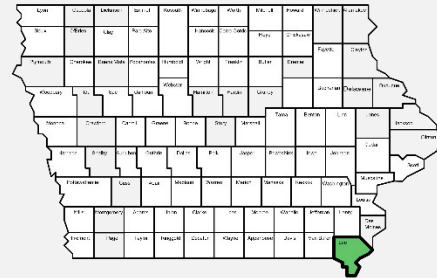 Lyon Osceola Dickinson Emmet Kossuth Winnebago Worth Mitchell Howard Winneshiek Allamakee
Sioux O'Brien Clay Palo Alto Hancock Cerro Gordo Floyd Chickasaw
Fayette Clayton
Plymouth Cherokee Buena Vista Pocahontas Humboldt Wright Franklin Butler Bremer
Webster
Woodbury Ida Sac Calhoun Hamilton Hardin Grundy Buchanan Delaware Dubuque
Tama Benton Linn Jones Jackson
Monona Crawford Carroll Greene Boone Story Marshall Clinton
Cedar
Harrison Shelby Audubon Guthrie Dallas Polk Jasper Poweshiek Iowa Johnson Scott
Muscatine
Pottawattamie Cass Adair Madison Warren Marion Mahaska Keokuk Washington
Louisa
Mills Montgomery Adams Union Clarke Lucas Monroe Wapello Jefferson Henry
Des
Moines
Fremont Page Taylor Ringgold Decatur Wayne Appanoose Davis Van Buren Lee